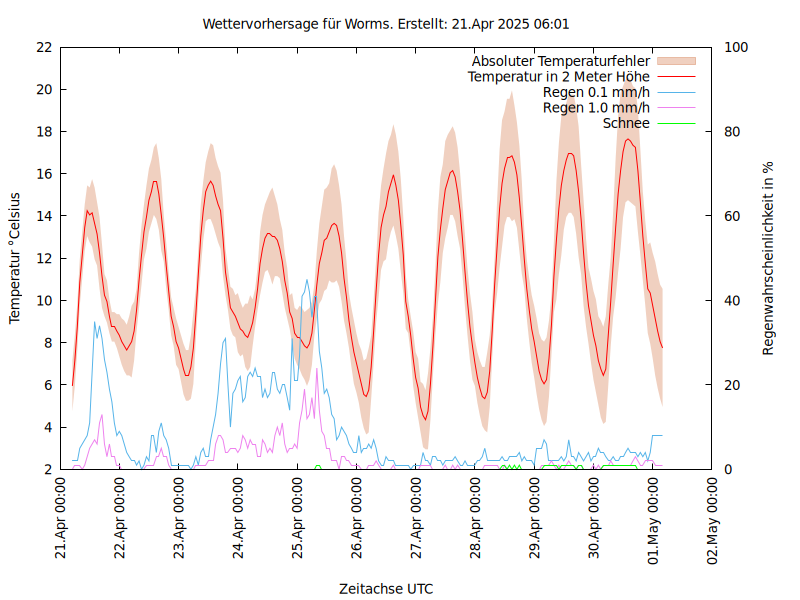 Wettervorhersage für Worms. Erstellt: 21.Apr 2025 06:01
22
20
18
16
14
12
10
8
6
4
2
100
80
60
40
20
0
Temperatur °Celsius
Regenwahrscheinlichkeit in %
Absoluter Temperaturfehler
Temperatur in 2 Meter Höhe
Regen 0.1 mm/h
Regen 1.0 mm/h
Schnee
21.Apr 00:00
22.Apr 00:00
23.Apr 00:00
24.Apr 00:00
25.Apr 00:00
26.Apr 00:00
27.Apr 00:00
28.Apr 00:00
29.Apr 00:00
30.Apr 00:00
01.May 00:00
02.May 00:00
Zeitachse UTC